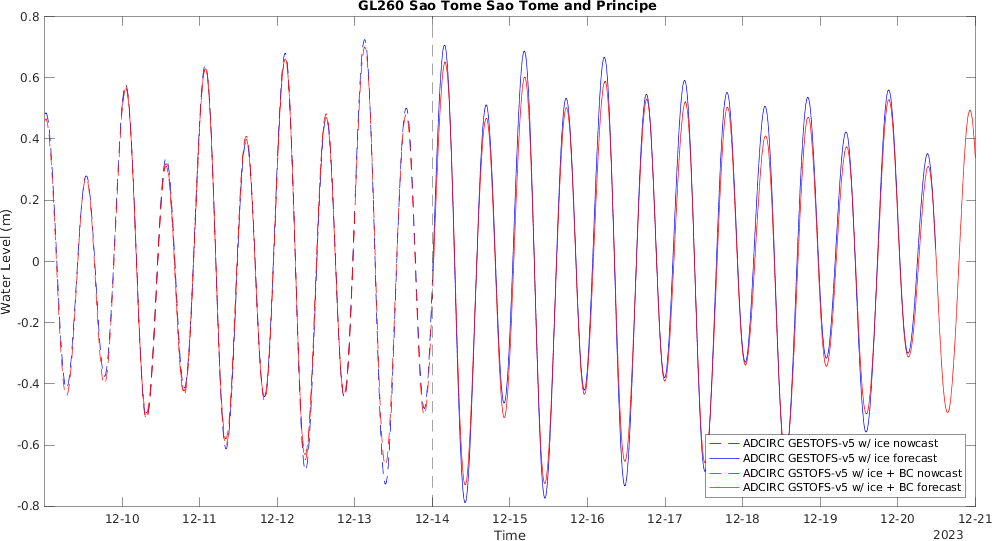 GL260 Sao Tome Sao Tome and Principe
Water Level (m)
0.8
0.6
0.4
0.2
0
-0.2
-0.4
-0.6
-0.8
ADCIRC GESTOFS-v5 w/ ice nowcast
ADCIRC GESTOFS-v5 w/ ice forecast
ADCIRC GSTOFS-v5 w/ ice + BC nowcast
ADCIRC GSTOFS-v5 w/ ice + BC forecast
12-10 12-11 12-12 12-13 12-14 12-15 12-16 12-17 12-18 12-19 12-20 12-21
Time
2023